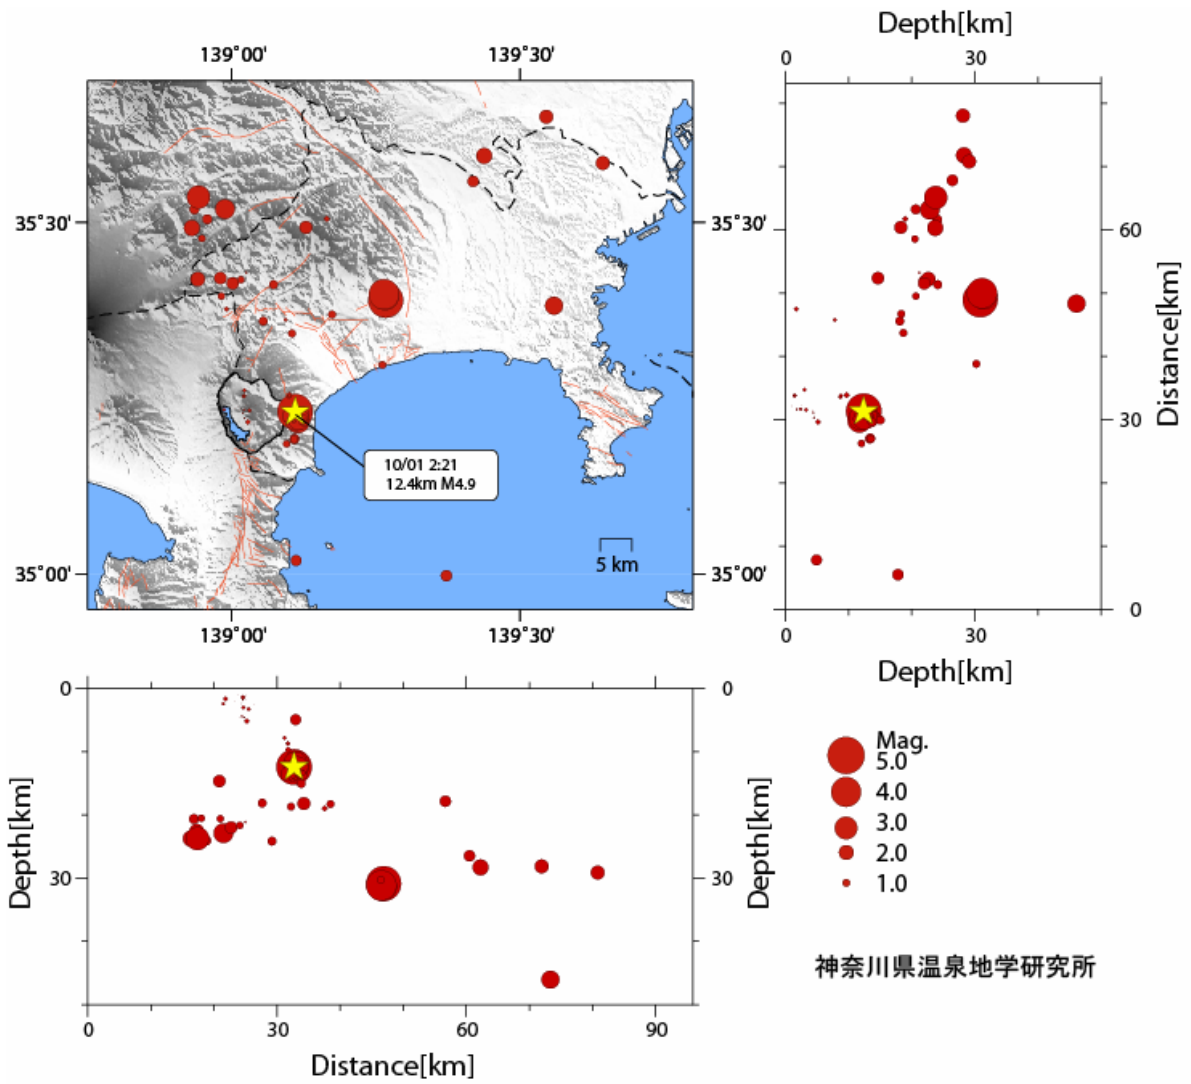 Depth[km]
139°00'
139°30'
0
30
35°30'
35°30'
60
10/01 2:21
12.4km M4.9
30
Distance[km]
5 km
35°00'
35°00'
0
139°00'
139°30'
0
30
Depth[km]
0
0
Mag.
5.0
4.0
3.0
2.0
1.0
Depth[km]
30
30
Depth[km]
神奈川県温泉地学研究所
0
30
60
90
Distance[km]